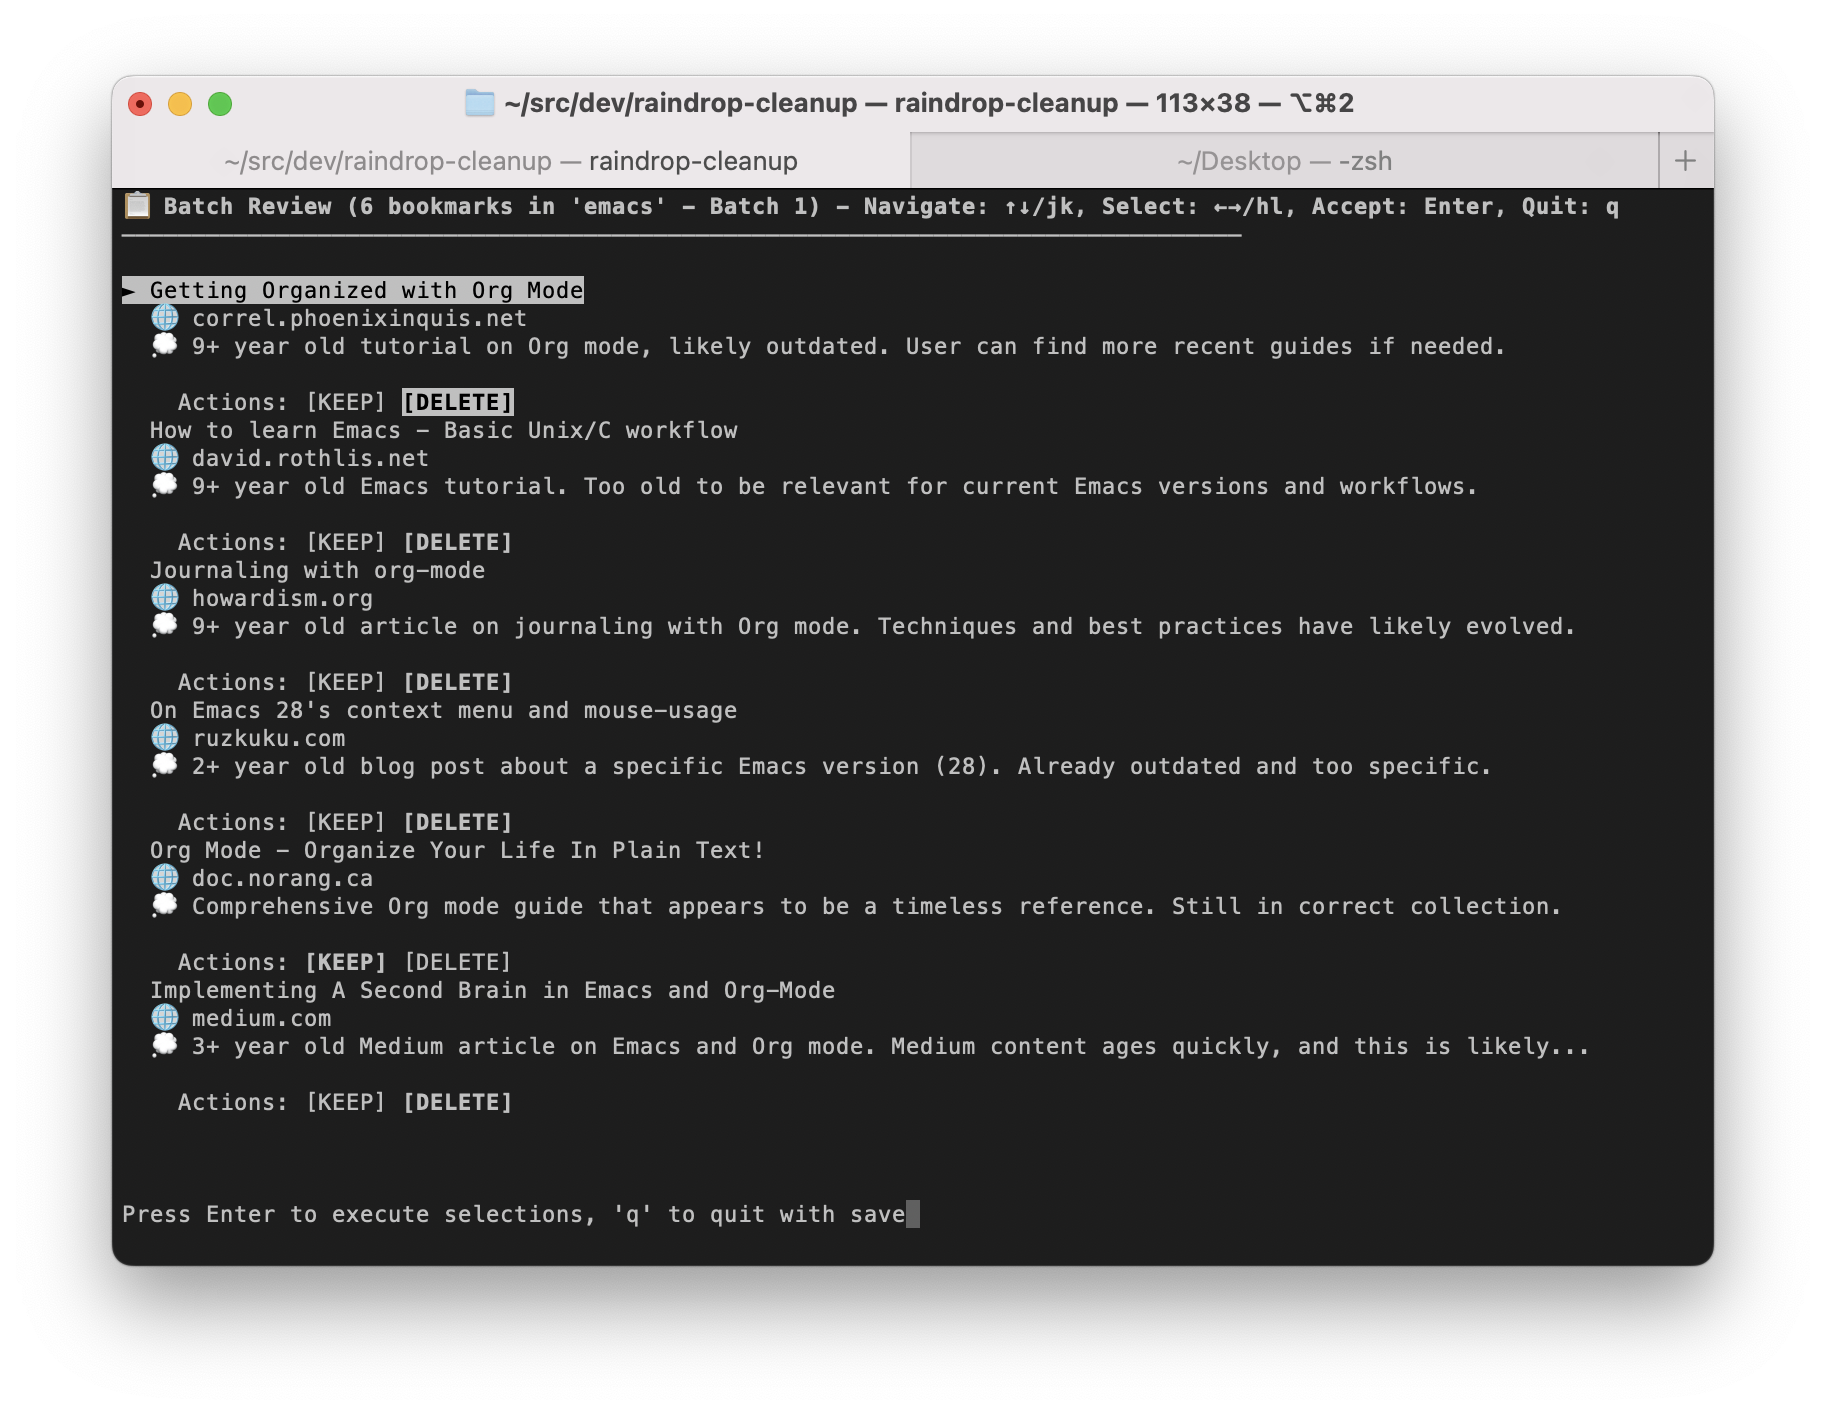 ~/src/dev/raindrop-cleanup — raindrop-cleanup — 113×38 — ⌥⌘2
~/src/dev/raindrop-cleanup — raindrop-cleanup
~/Desktop — -zsh
+
📋 Batch Review (6 bookmarks in 'emacs' - Batch 1) - Navigate: ↑↓/jk, Select: ←→/hl, Accept: Enter, Quit: q
► Getting Organized with Org Mode
🌐 correl.phoenixinquis.net
💭 9+ year old tutorial on Org mode, likely outdated. User can find more recent guides if needed.
Actions: [KEEP] [DELETE]
How to learn Emacs - Basic Unix/C workflow
🌐 david.rothlis.net
💭 9+ year old Emacs tutorial. Too old to be relevant for current Emacs versions and workflows.
Actions: [KEEP] [DELETE]
Journaling with org-mode
🌐 howardism.org
💭 9+ year old article on journaling with Org mode. Techniques and best practices have likely evolved.
Actions: [KEEP] [DELETE]
On Emacs 28's context menu and mouse-usage
🌐 ruzkuku.com
💭 2+ year old blog post about a specific Emacs version (28). Already outdated and too specific.
Actions: [KEEP] [DELETE]
Org Mode - Organize Your Life In Plain Text!
🌐 doc.norang.ca
💭 Comprehensive Org mode guide that appears to be a timeless reference. Still in correct collection.
Actions: [KEEP] [DELETE]
Implementing A Second Brain in Emacs and Org-Mode
🌐 medium.com
💭 3+ year old Medium article on Emacs and Org mode. Medium content ages quickly, and this is likely...
Actions: [KEEP] [DELETE]
Press Enter to execute selections, 'q' to quit with save